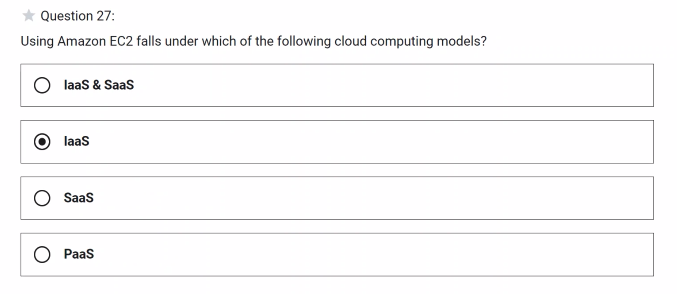 Question 27:
Using Amazon EC2 falls under which of the following cloud computing models?
IaaS & SaaS
IaaS
SaaS
PaaS